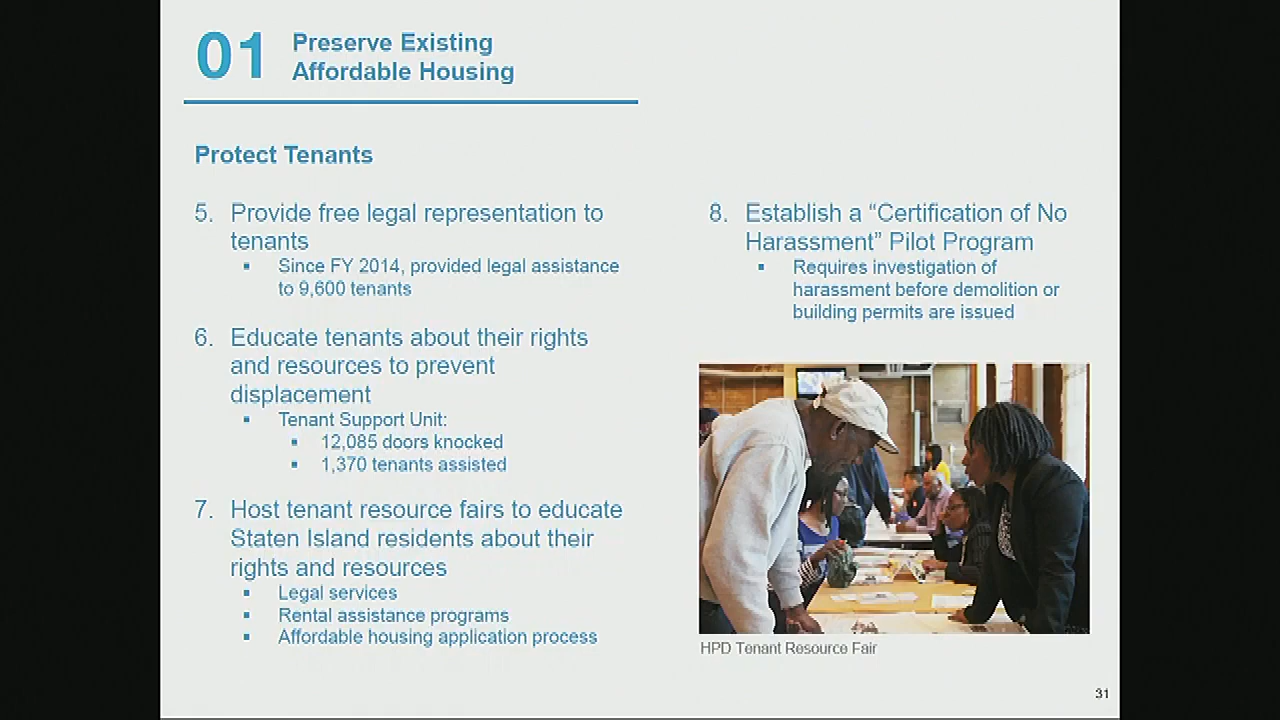 01
Preserve Existing
Affordable Housing
Protect Tenants
5. Provide free legal representation to
tenants
▪ Since FY 2014, provided legal assistance
to 9,600 tenants
6. Educate tenants about their rights
and resources to prevent
displacement
▪ Tenant Support Unit:
▪ 12,085 doors knocked
▪ 1,370 tenants assisted
7. Host tenant resource fairs to educate
Staten Island residents about their
rights and resources
▪ Legal services
▪ Rental assistance programs
▪ Affordable housing application process
8. Establish a “Certification of No
Harassment” Pilot Program
▪ Requires investigation of
harassment before demolition or
building permits are issued
HPD Tenant Resource Fair
31